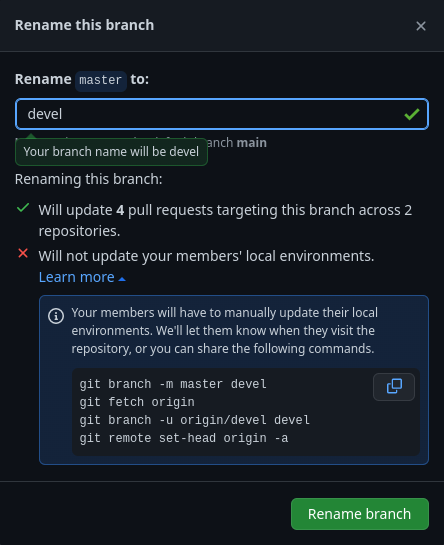 Rename this branch
Rename master to:
devel
branch main
Your branch name will be devel
Renaming this branch:
Will update 4 pull requests targeting this branch across 2
repositories.
Will not update your members' local environments.
Learn more
Your members will have to manually update their local
environments. We'll let them know when they visit the
repository, or you can share the following commands.
git branch -m master devel
git fetch origin
git branch -u origin/devel devel
git remote set-head origin -a
Rename branch